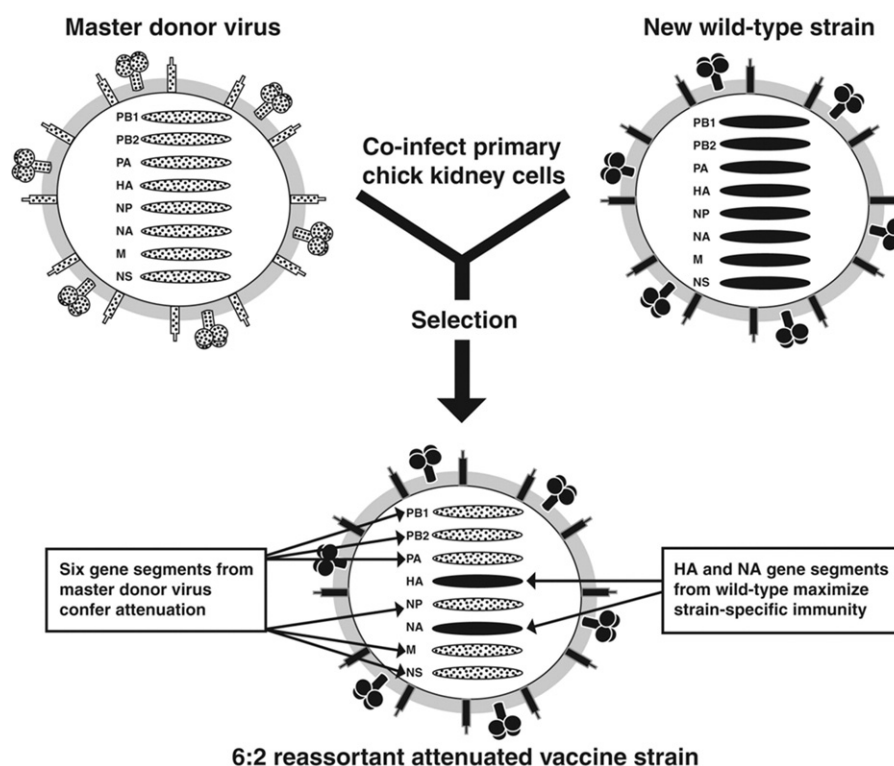 Master donor virus
New wild-type strain
PB1
PB2
PA
HA
NP
NA
M
NS
Co-infect primary
chick kidney cells
PB1
PB2
PA
HA
NP
NA
M
NS
Selection
PB1
PB2
PA
HA
NP
NA
M
NS
Six gene segments from
master donor virus
confer attenuation
HA and NA gene segments
from wild-type maximize
strain-specific immunity
6:2 reassortant attenuated vaccine strain